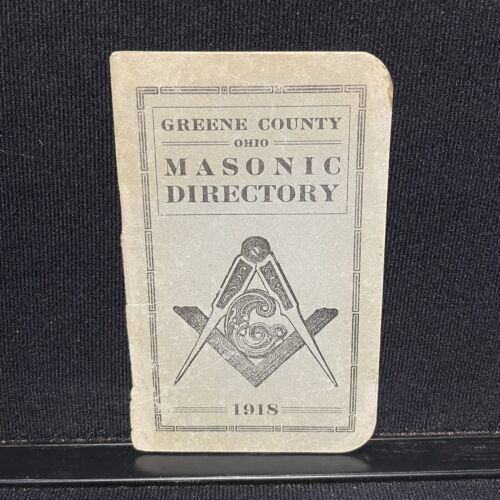 GREENE COUNTY
OHIO
MASONIC
DIRECTORY
G
1918